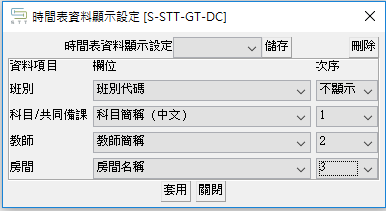 時間表資料顯示設定 [S-STT-GT-DC]
時間表資料顯示設定 儲存 刪除
資料項目 欄位 次序
班別 班別代碼 不顯示
科目/共同備課 科目簡稱（中文） 1
教師 教師簡稱 2
房間 房間名稱 3
套用 關閉